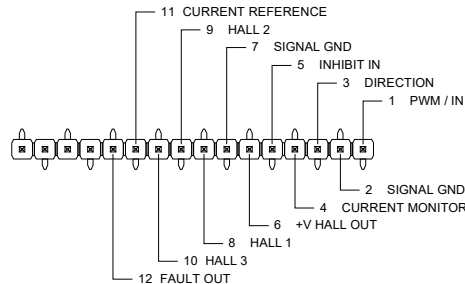 11 CURRENT REFERENCE
9 HALL 2
7 SIGNAL GND
5 INHIBIT IN
3 DIRECTION
1 PWM / IN
2 SIGNAL GND
4 CURRENT MONITOR
6 +V HALL OUT
8 HALL 1
10 HALL 3
12 FAULT OUT